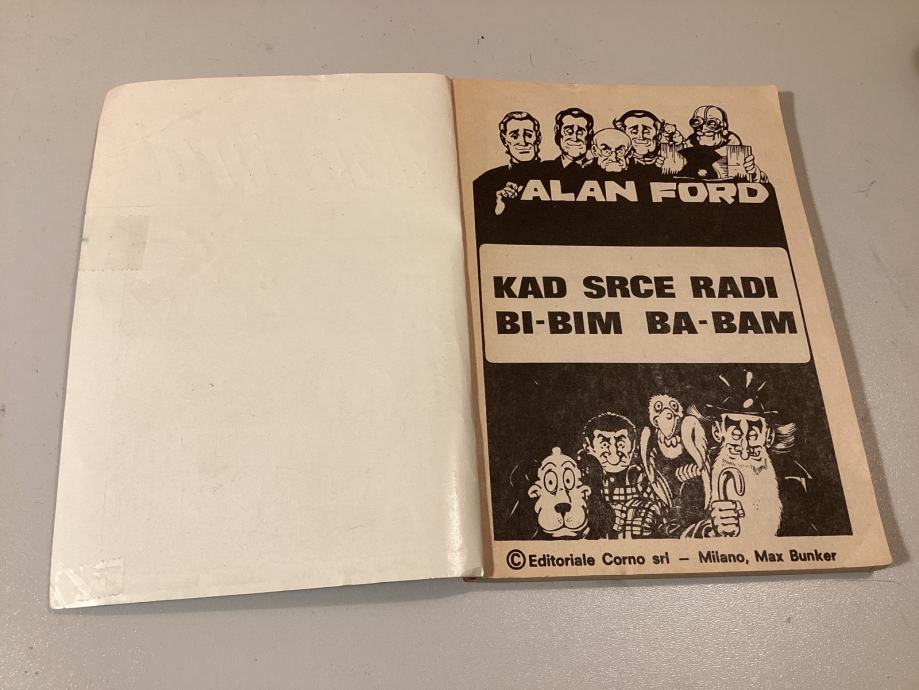 ALAN FORD
KAD SRCE RADI
BI-BIM BA-BAM
© Editoriale Corno srl – Milano, Max Bunker